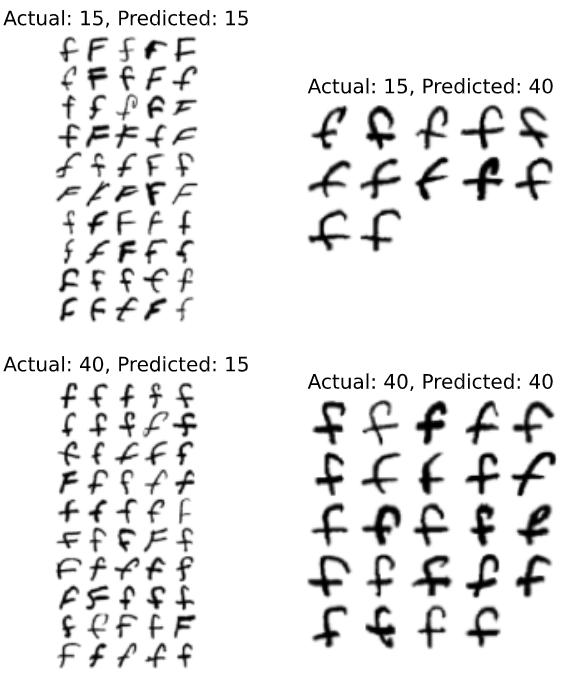 Actual: 15, Predicted: 15
f F f F F
f F f F f
f f f F F
f F F f F
f f f F f
F F F F F
f f F F f
f f F F f
f f f f f
F F f F f
Actual: 15, Predicted: 40
f f f f f
f f f f f
f f
Actual: 40, Predicted: 15
f f f f f
f f f f f
f f f f f
F f f f f
f f f f F
F f F F f
F f f f f
F F f f f
f f F f F
F f f f f
Actual: 40, Predicted: 40
f f f f f
f f f f f
f f f f f
f f f f f
f f f f